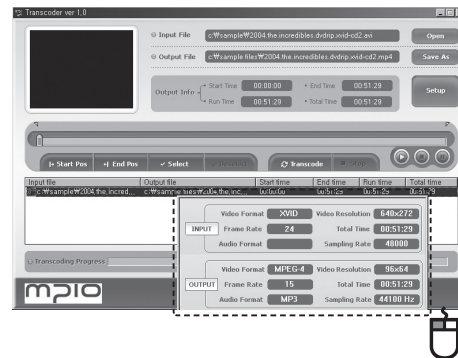 Transcoder ver 1,0
Input File c:₩sample₩2004.the.incredibles.dvdrip.xvid-cd2.avi Open
Output File c:₩sample files₩2004.the.incredibles.dvdrip.xvid-cd2.mp4 Save As
Output Info Start Time 00:00:00 End Time 00:51:29 Setup
Run Time 00:51:29 Total Time 00:51:29
Start Pos End Pos Select Transcode Stop
Input file Output file Start time End time Run time Total time
c:₩sample₩2004,the,incred,,,
Video Format XVID Video Resolution 640x272
INPUT Frame Rate 24 Total Time 00:51:29
Audio Format Sampling Rate 48000
Transcoding Progress
Video Format MPEG-4 Video Resolution 96x64
OUTPUT Frame Rate 15 Total Time 00:51:29
Audio Format MP3 Sampling Rate 44100 Hz
mpio